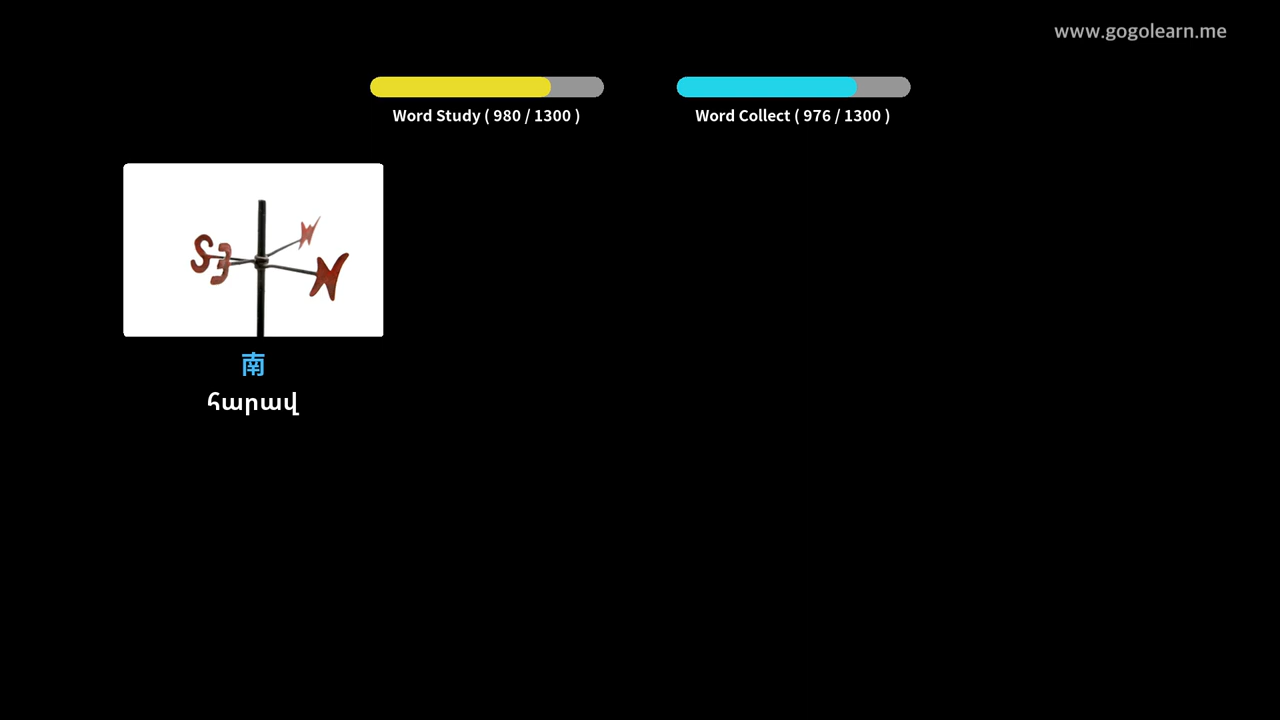 www.gogolearn.me
Word Study ( 980 / 1300 )
Word Collect ( 976 / 1300 )
S E W N
南
հարավ